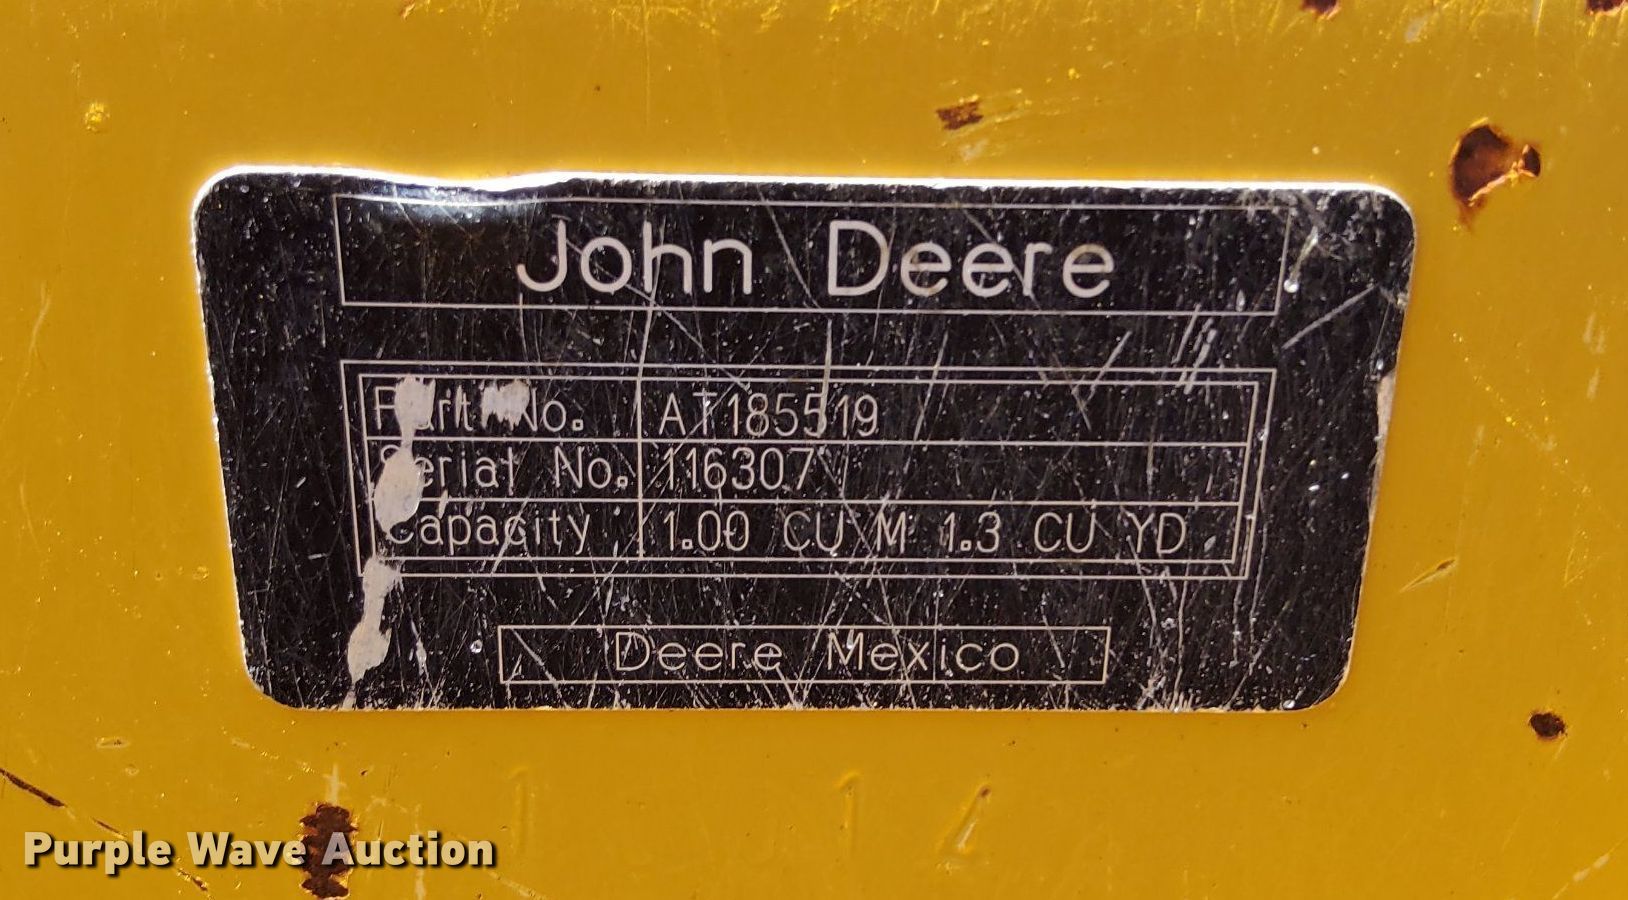 John Deere
Part No. AT185519
Serial No. 116307
Capacity 1.00 CU M 1.3 CU YD
Deere Mexico
Purple Wave Auction